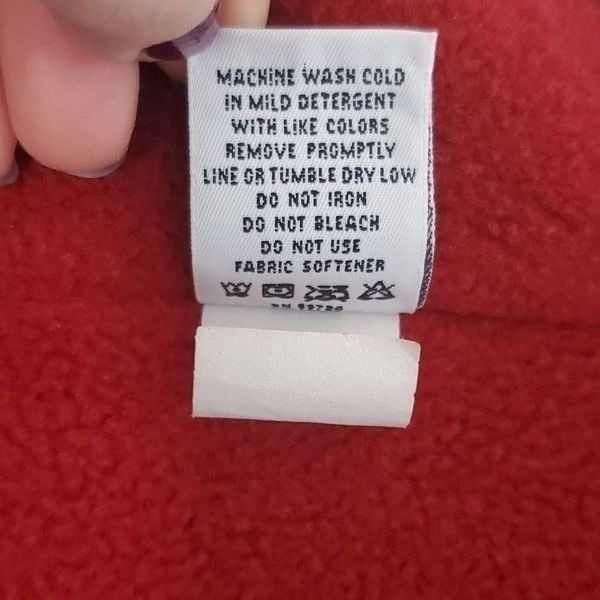 MACHINE WASH COLD
IN MILD DETERGENT
WITH LIKE COLORS
REMOVE PROMPTLY
LINE OR TUMBLE DRY LOW
DO NOT IRON
DO NOT BLEACH
DO NOT USE
FABRIC SOFTENER